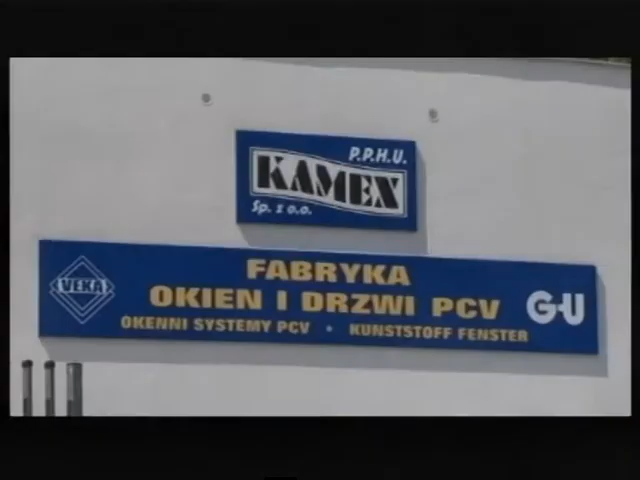 P.P.H.U.
KAMEX
Sp. z o.o.
VEKA
FABRYKA
OKIEN I DRZWI PCV
G-U
OKENNI SYSTEMY PCV • KUNSTSTOFF FENSTER